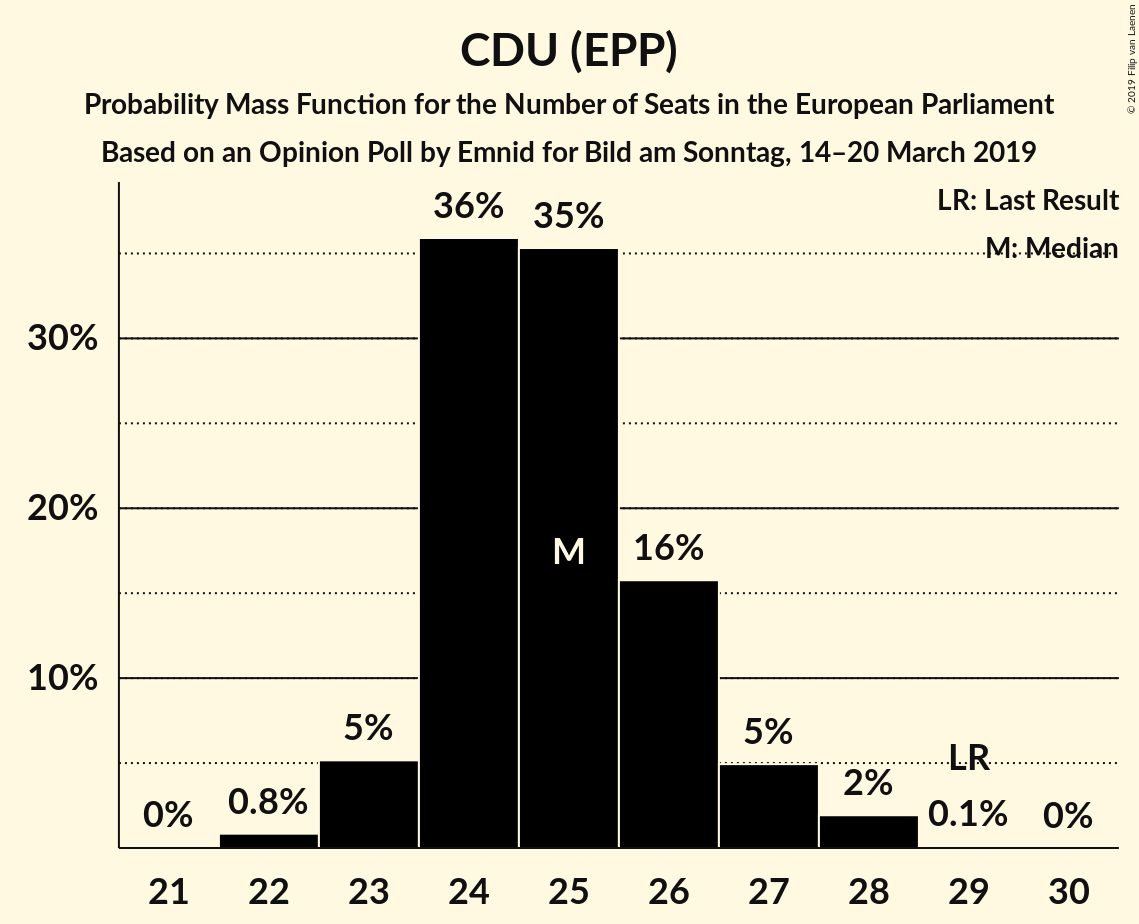 CDU (EPP)
Probability Mass Function for the Number of Seats in the European Parliament
Based on an Opinion Poll by Emnid for Bild am Sonntag, 14–20 March 2019
© 2019 Filip van Laenen
LR: Last Result
M: Median
36%
35%
30%
20%
M
16%
10%
5%
5%
LR
2%
0%
0.8%
0.1%
0%
21 22 23 24 25 26 27 28 29 30